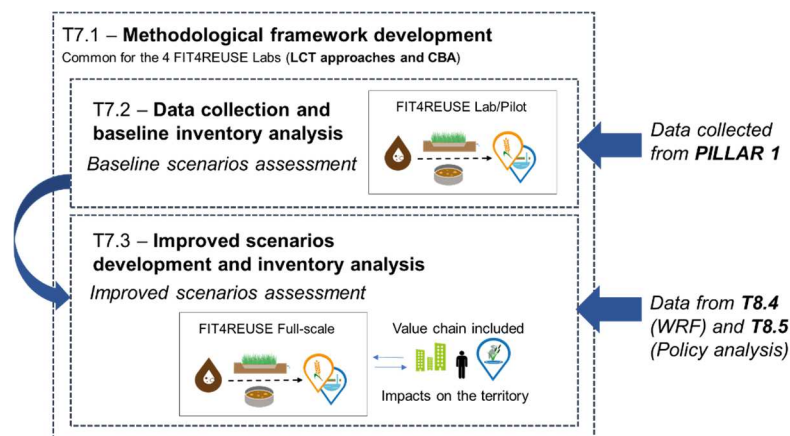 T7.1 – Methodological framework development
Common for the 4 FIT4REUSE Labs (LCT approaches and CBA)
T7.2 – Data collection and
baseline inventory analysis
Baseline scenarios assessment
FIT4REUSE Lab/Pilot
Data collected
from PILLAR 1
T7.3 – Improved scenarios
development and inventory analysis
Improved scenarios assessment
FIT4REUSE Full-scale
Value chain included
Impacts on the territory
Data from T8.4
(WRF) and T8.5
(Policy analysis)